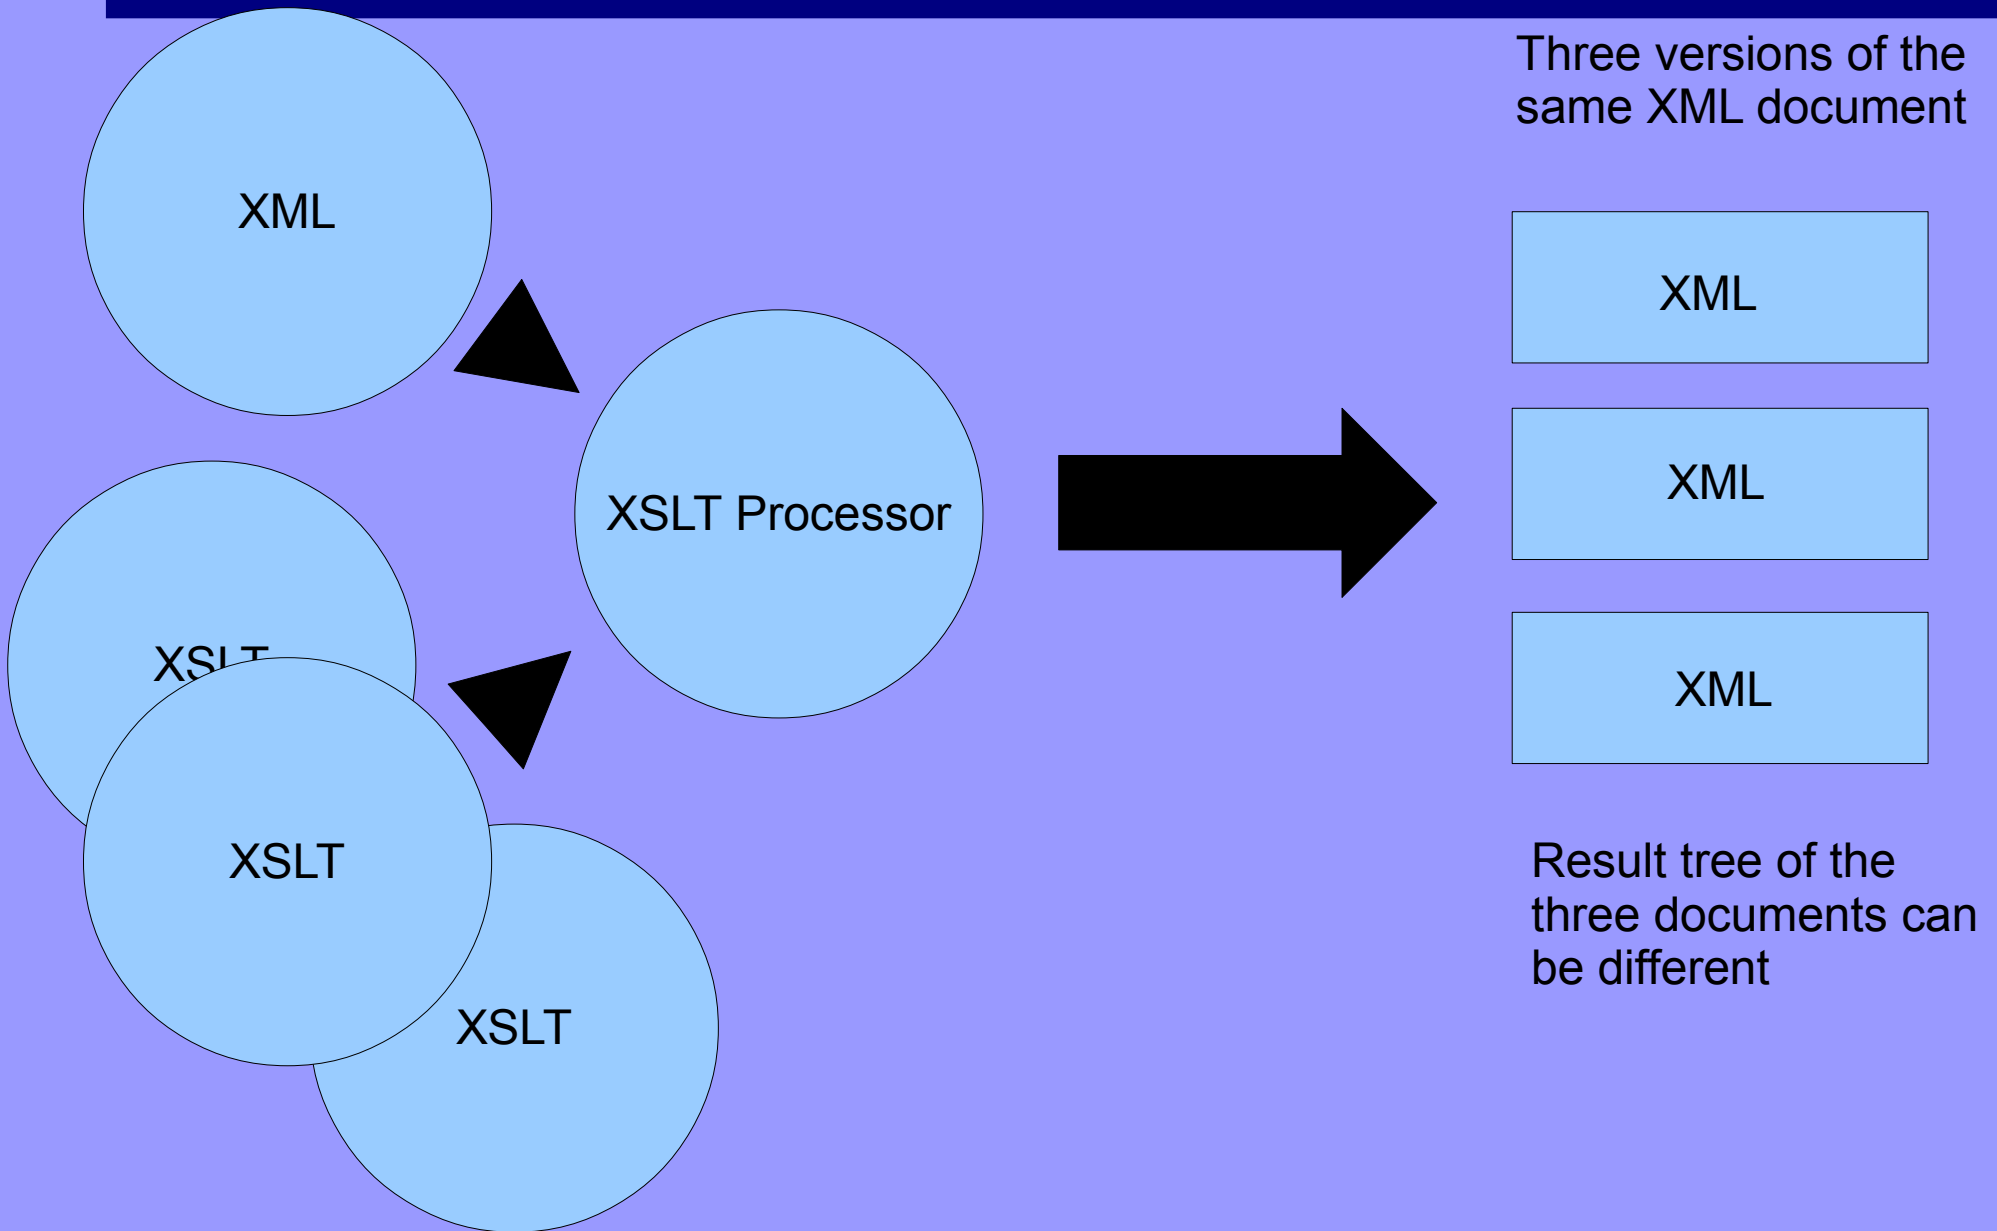 Three versions of the
same XML document
XML
XML
XSLT Processor
XML
XML
XSLT
XSLT
XSLT
Result tree of the
three documents can
be different